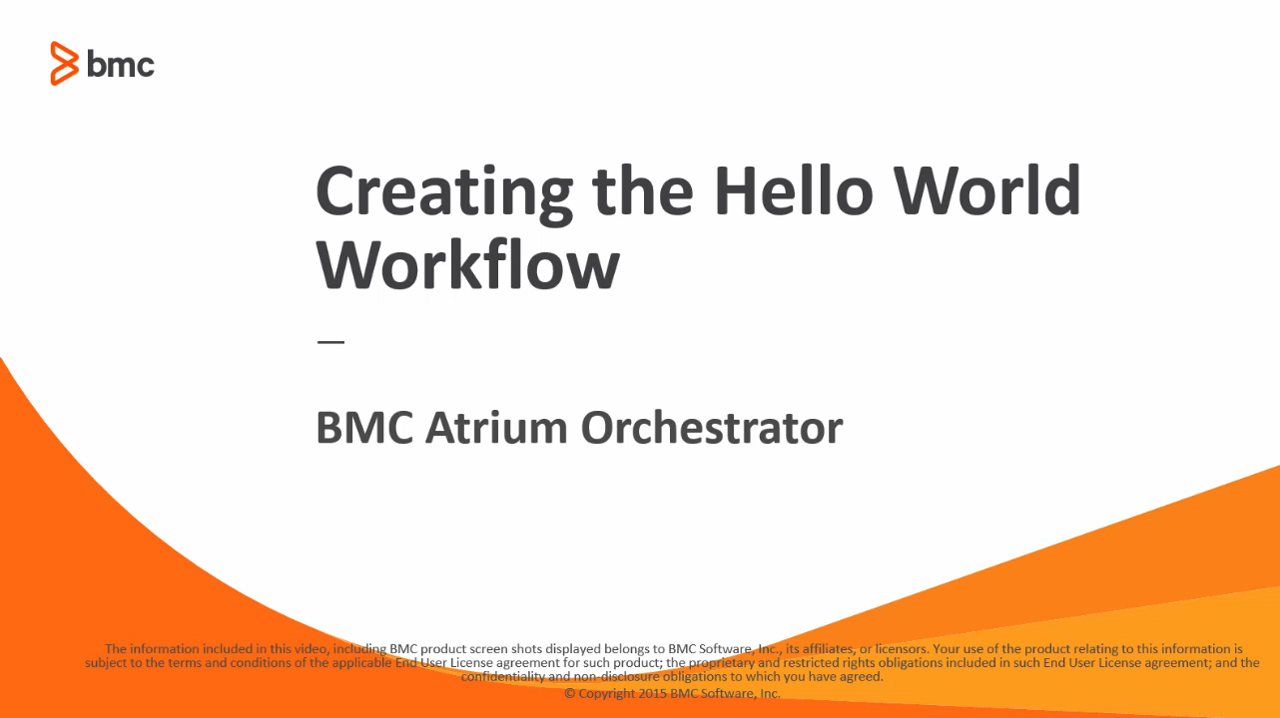 bmc
Creating the Hello World
Workflow
BMC Atrium Orchestrator
The information included in this video, including BMC product screen shots displayed belongs to BMC Software, Inc., its affiliates, or licensors. Your use of the product relating to this information is
subject to the terms and conditions of the applicable End User License agreement for such product; the proprietary and restricted rights obligations included in such End User License agreement; and the
confidentiality and non-disclosure obligations to which you have agreed.
© Copyright 2015 BMC Software, Inc.